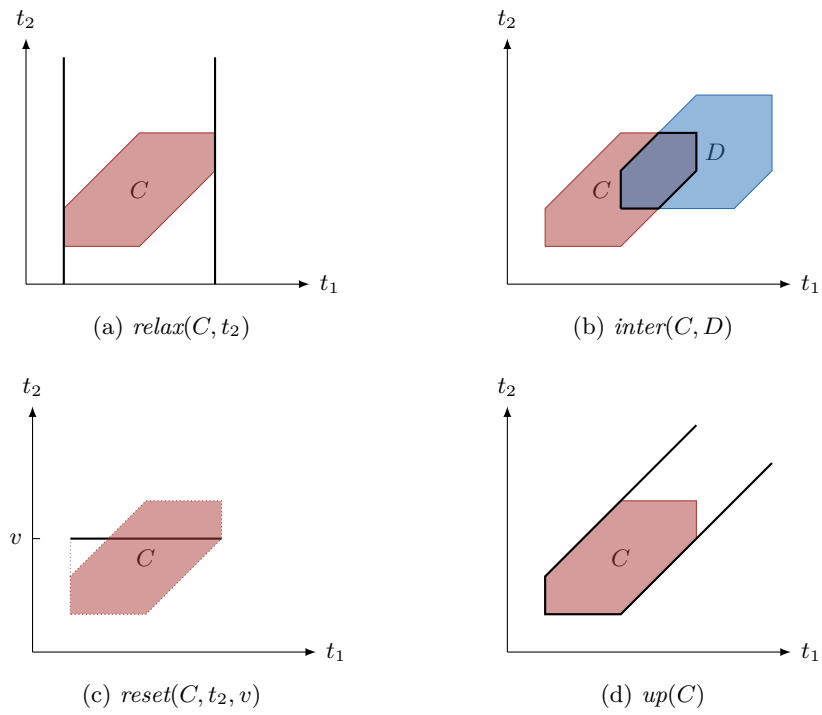 t₂
C
t₁
(a) relax(C, t₂)
t₂
C
D
t₁
(b) inter(C, D)
t₂
v
C
t₁
(c) reset(C, t₂, v)
t₂
C
t₁
(d) up(C)